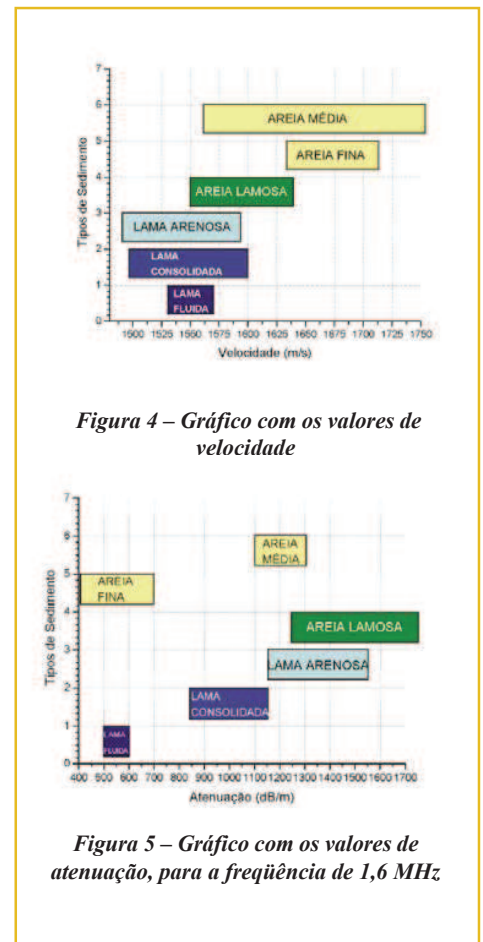 7
6
5
4
3
2
1
0
Tipos de Sedimento
AREIA MÉDIA
AREIA FINA
AREIA LAMOSA
LAMA ARENOSA
LAMA
CONSOLIDADA
LAMA
FLUIDA
1500 1525 1550 1575 1600 1625 1650 1675 1700 1725 1750
Velocidade (m/s)
Figura 4 – Gráfico com os valores de
velocidade
7
6
5
4
3
2
1
0
Tipos de Sedimento
AREIA
MÉDIA
AREIA
FINA
AREIA LAMOSA
LAMA ARENOSA
LAMA
CONSOLIDADA
LAMA
FLUIDA
400 500 600 700 800 900 1000 1100 1200 1300 1400 1500 1600 1700
Atenuação (dB/m)
Figura 5 – Gráfico com os valores de
atenuação, para a freqüência de 1,6 MHz